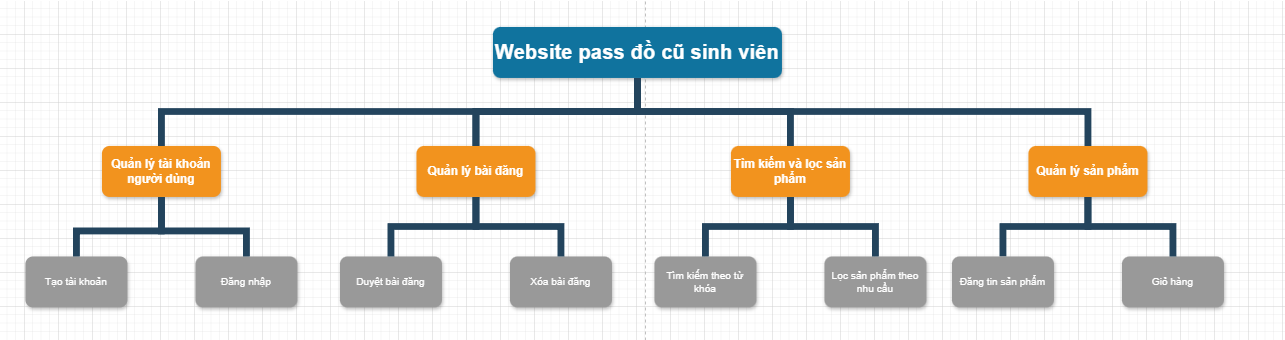 Website pass đồ cũ sinh viên
Quản lý tài khoản
người dùng
Quản lý bài đăng
Tìm kiếm và lọc sản
phẩm
Quản lý sản phẩm
Tạo tài khoản
Đăng nhập
Duyệt bài đăng
Xóa bài đăng
Tìm kiếm theo từ
khóa
Lọc sản phẩm theo
nhu cầu
Đăng tin sản phẩm
Giỏ hàng